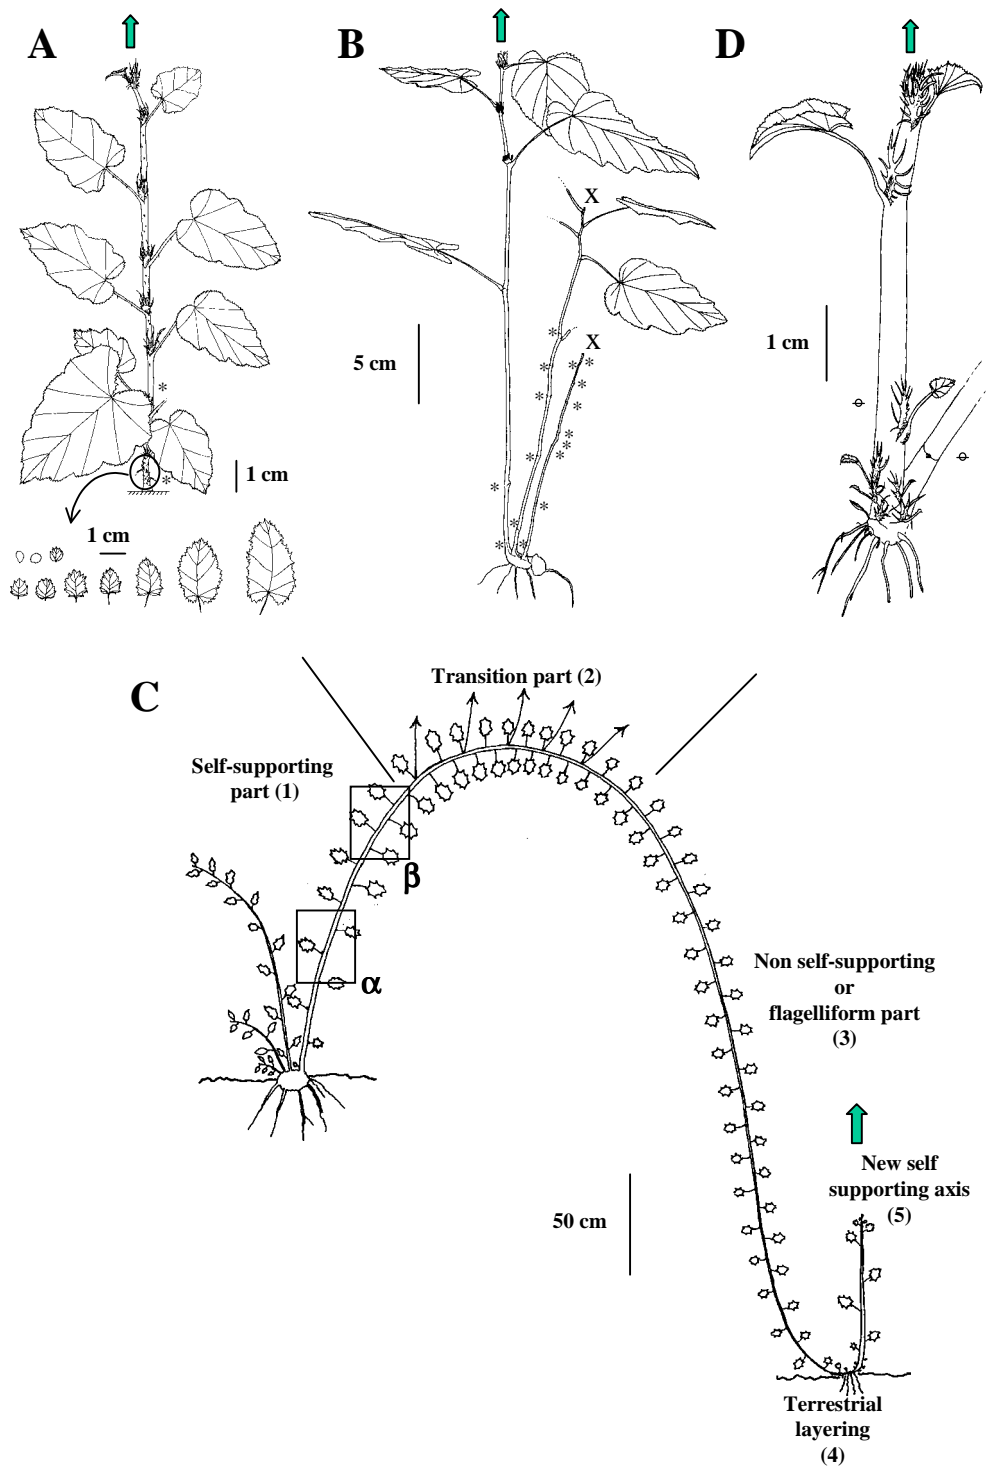 A
B
D
X
X
5 cm
1 cm
1 cm
1 cm
C
Transition part (2)
Self-supporting
part (1)
β
α
Non self-supporting
or
flagelliform part
(3)
New self
supporting axis
(5)
50 cm
Terrestrial
layering
(4)